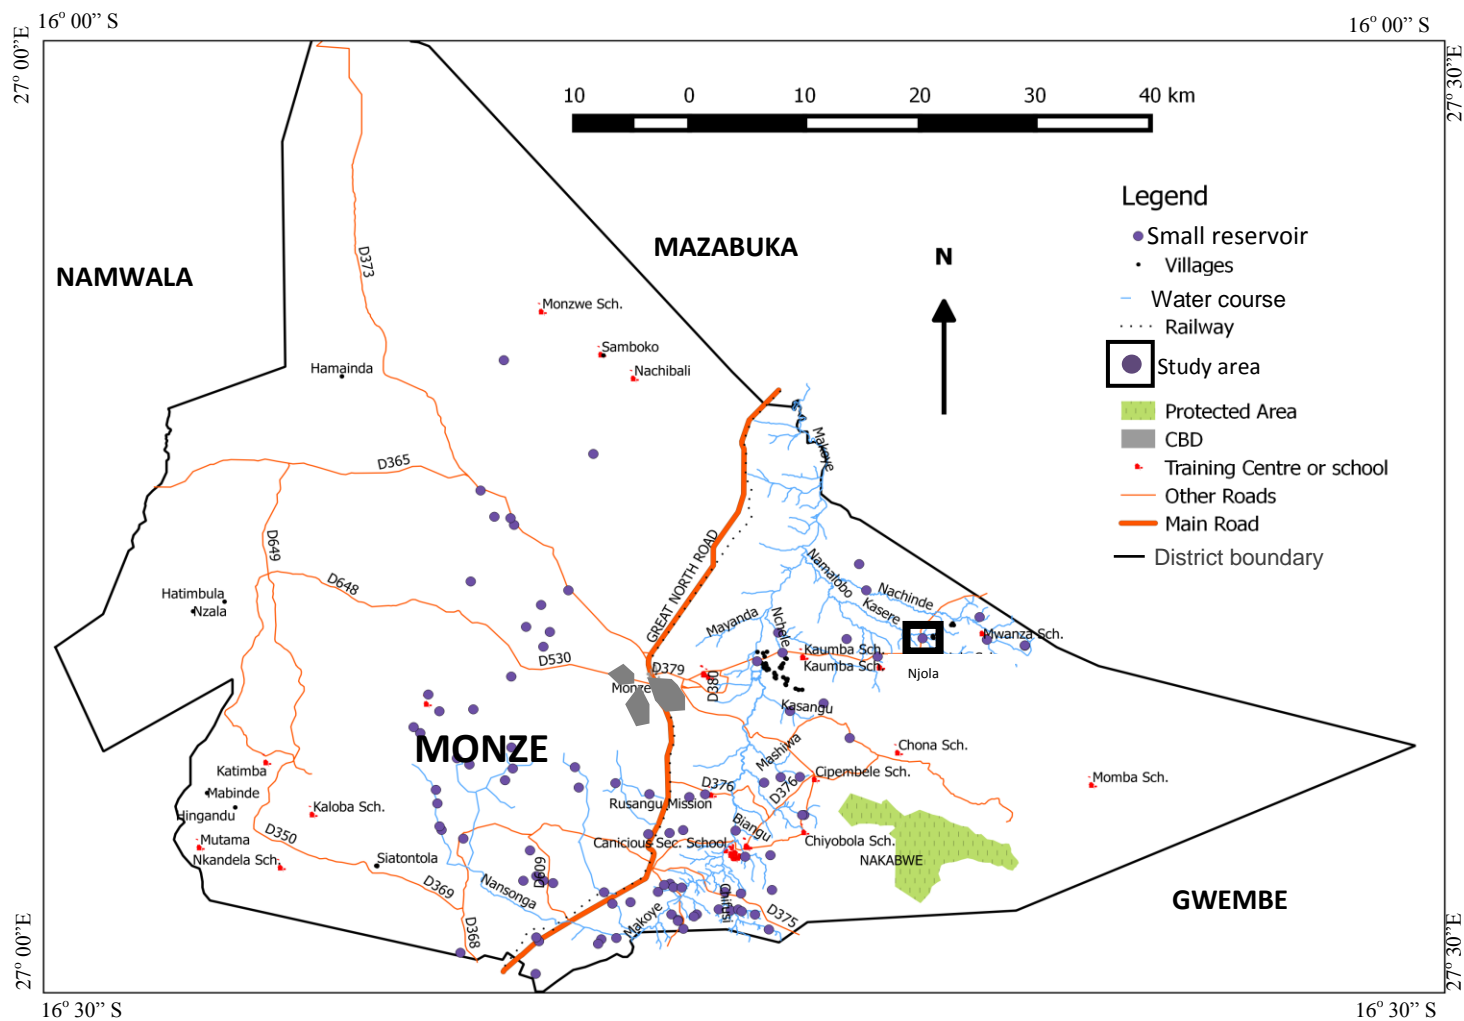 16° 00” S
16° 00” S
27° 00”E
27° 30”E
10 0 10 20 30 40 km
Legend
Small reservoir
Villages
Water course
Railway
Study area
Protected Area
CBD
Training Centre or school
Other Roads
Main Road
District boundary
N
MAZABUKA
NAMWALA
D373
Monzwe Sch.
Samboko
Nachibali
Hamainda
Makoye
D365
D649
D648
GREAT NORTH ROAD
Namalobo
Nachinde
Kasere
Hatimbula
Nzala
Mayanda
Nchele
Mwanza Sch.
Kaumba Sch.
Kaumba Sch.
D530
D379
D380
Njola
Monze
Kasangu
MONZE
Mashiwa
Chona Sch.
Katimba
Cipembele Sch.
Momba Sch.
D376
D376
Mabinde
Hingandu
Kaloba Sch.
Rusangu Mission
Biangu
D350
Mutama
Canicious Sec. School
Chiyobola Sch.
Nkandela Sch.
Siatontola
NAKABWE
D609
D369
Nansonga
GWEMBE
Makoye
D375
D368
27° 00”E
27° 30”E
16° 30” S
16° 30” S